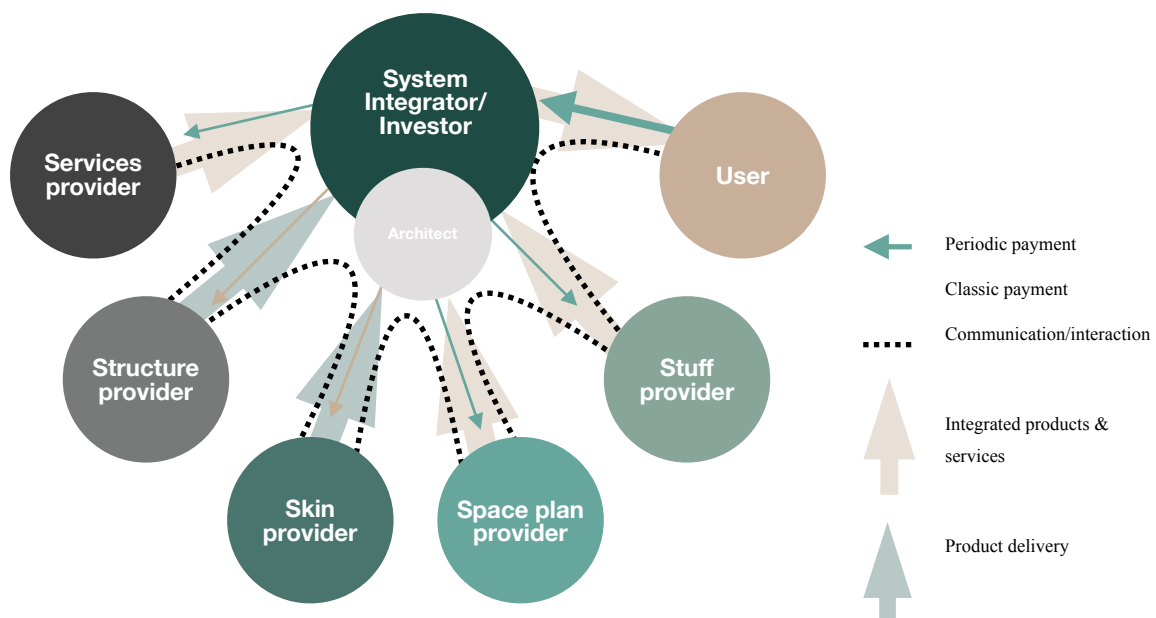 System
Integrator/
Investor
Services
provider
User
Architect
Structure
provider
Stuff
provider
Skin
provider
Space plan
provider
Periodic payment
Classic payment
Communication/interaction
Integrated products &
services
Product delivery